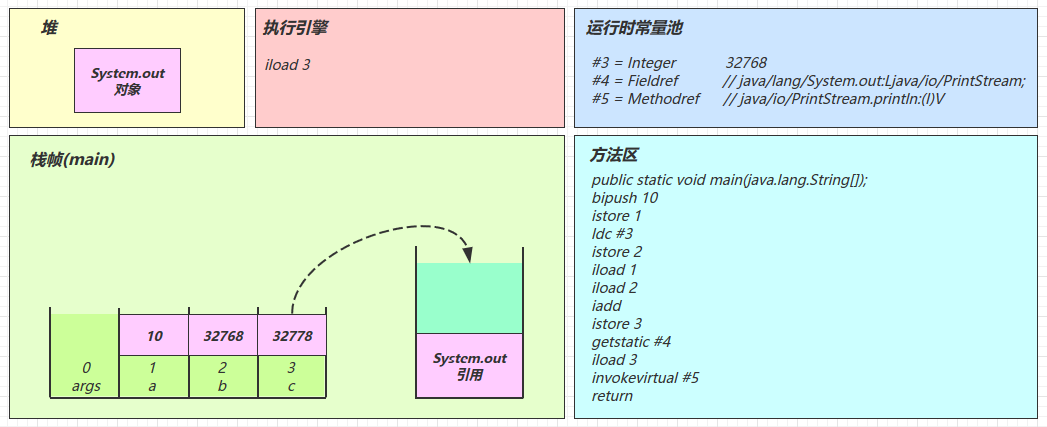 堆
System.out
对象
执行引擎
iload 3
运行时常量池
#3 = Integer 32768
#4 = Fieldref // java/lang/System.out:Ljava/io/PrintStream;
#5 = Methodref // java/io/PrintStream.println:(I)V
栈帧(main)
10 32768 32778
0 1 2 3
args a b c
System.out
引用
方法区
public static void main(java.lang.String[]);
bipush 10
istore 1
ldc #3
istore 2
iload 1
iload 2
iadd
istore 3
getstatic #4
iload 3
invokevirtual #5
return